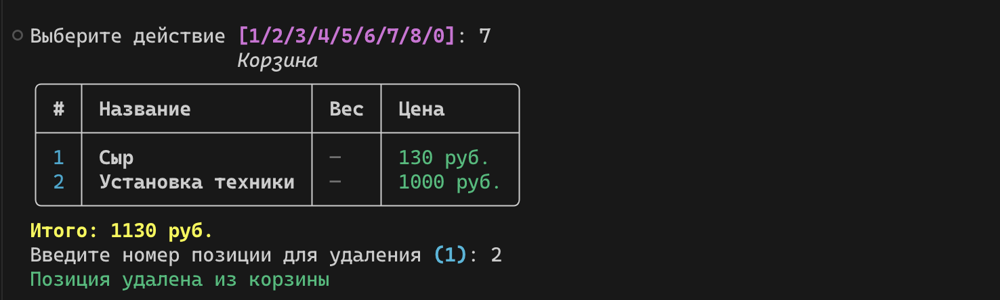 Выберите действие [1/2/3/4/5/6/7/8/0]: 7
Корзина
# Название Вес Цена
1 Сыр — 130 руб.
2 Установка техники — 1000 руб.
Итого: 1130 руб.
Введите номер позиции для удаления (1): 2
Позиция удалена из корзины